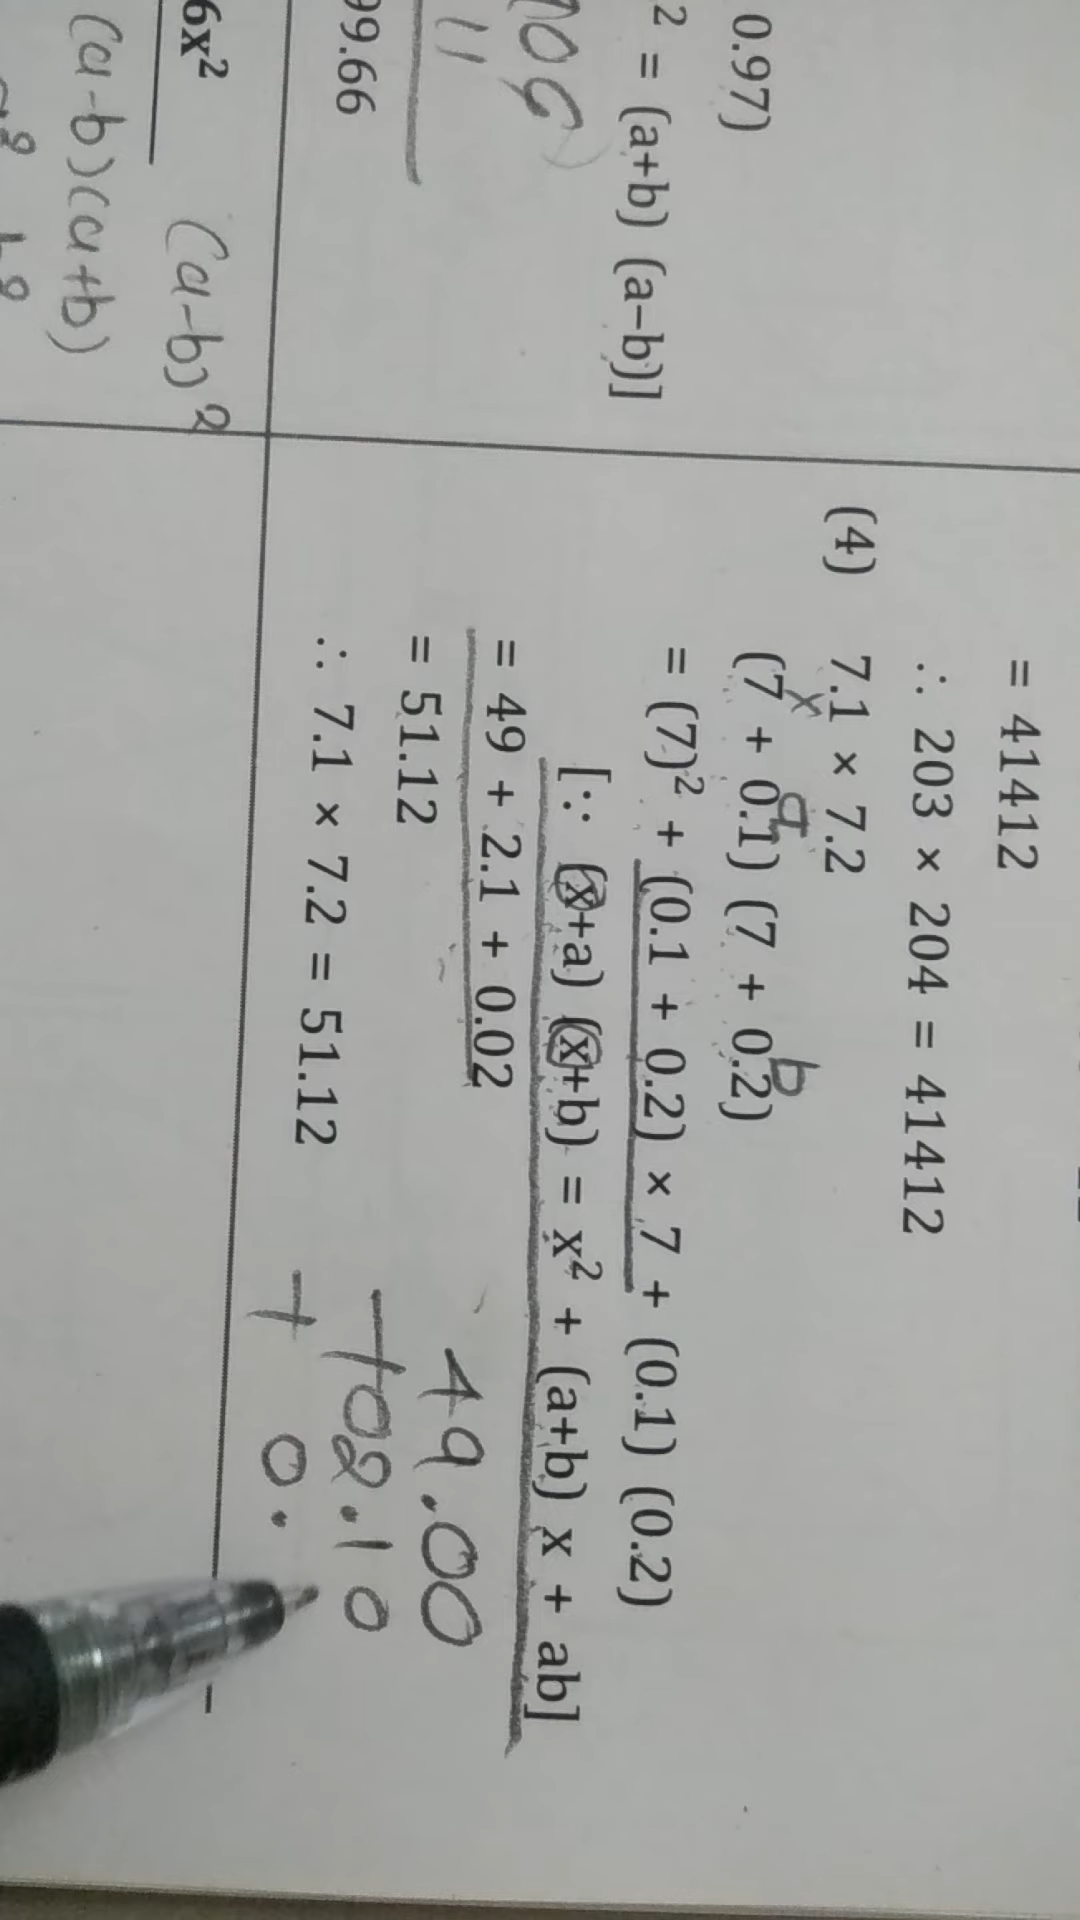 0.97)
2 = (a+b) (a−b)]
106
11
99.66
= 41412
∴ 203 × 204 = 41412
(4) 7.1 × 7.2
x a b
(7 + 0.1) (7 + 0.2)
= (7)² + (0.1 + 0.2) × 7 + (0.1) (0.2)
[∵ (x+a) (x+b) = x² + (a+b) x + ab]
= 49 + 2.1 + 0.02
= 51.12
∴ 7.1 × 7.2 = 51.12
49.00
+02.10
+ 0.
6x²
(a-b)²
(a-b)(a+b)